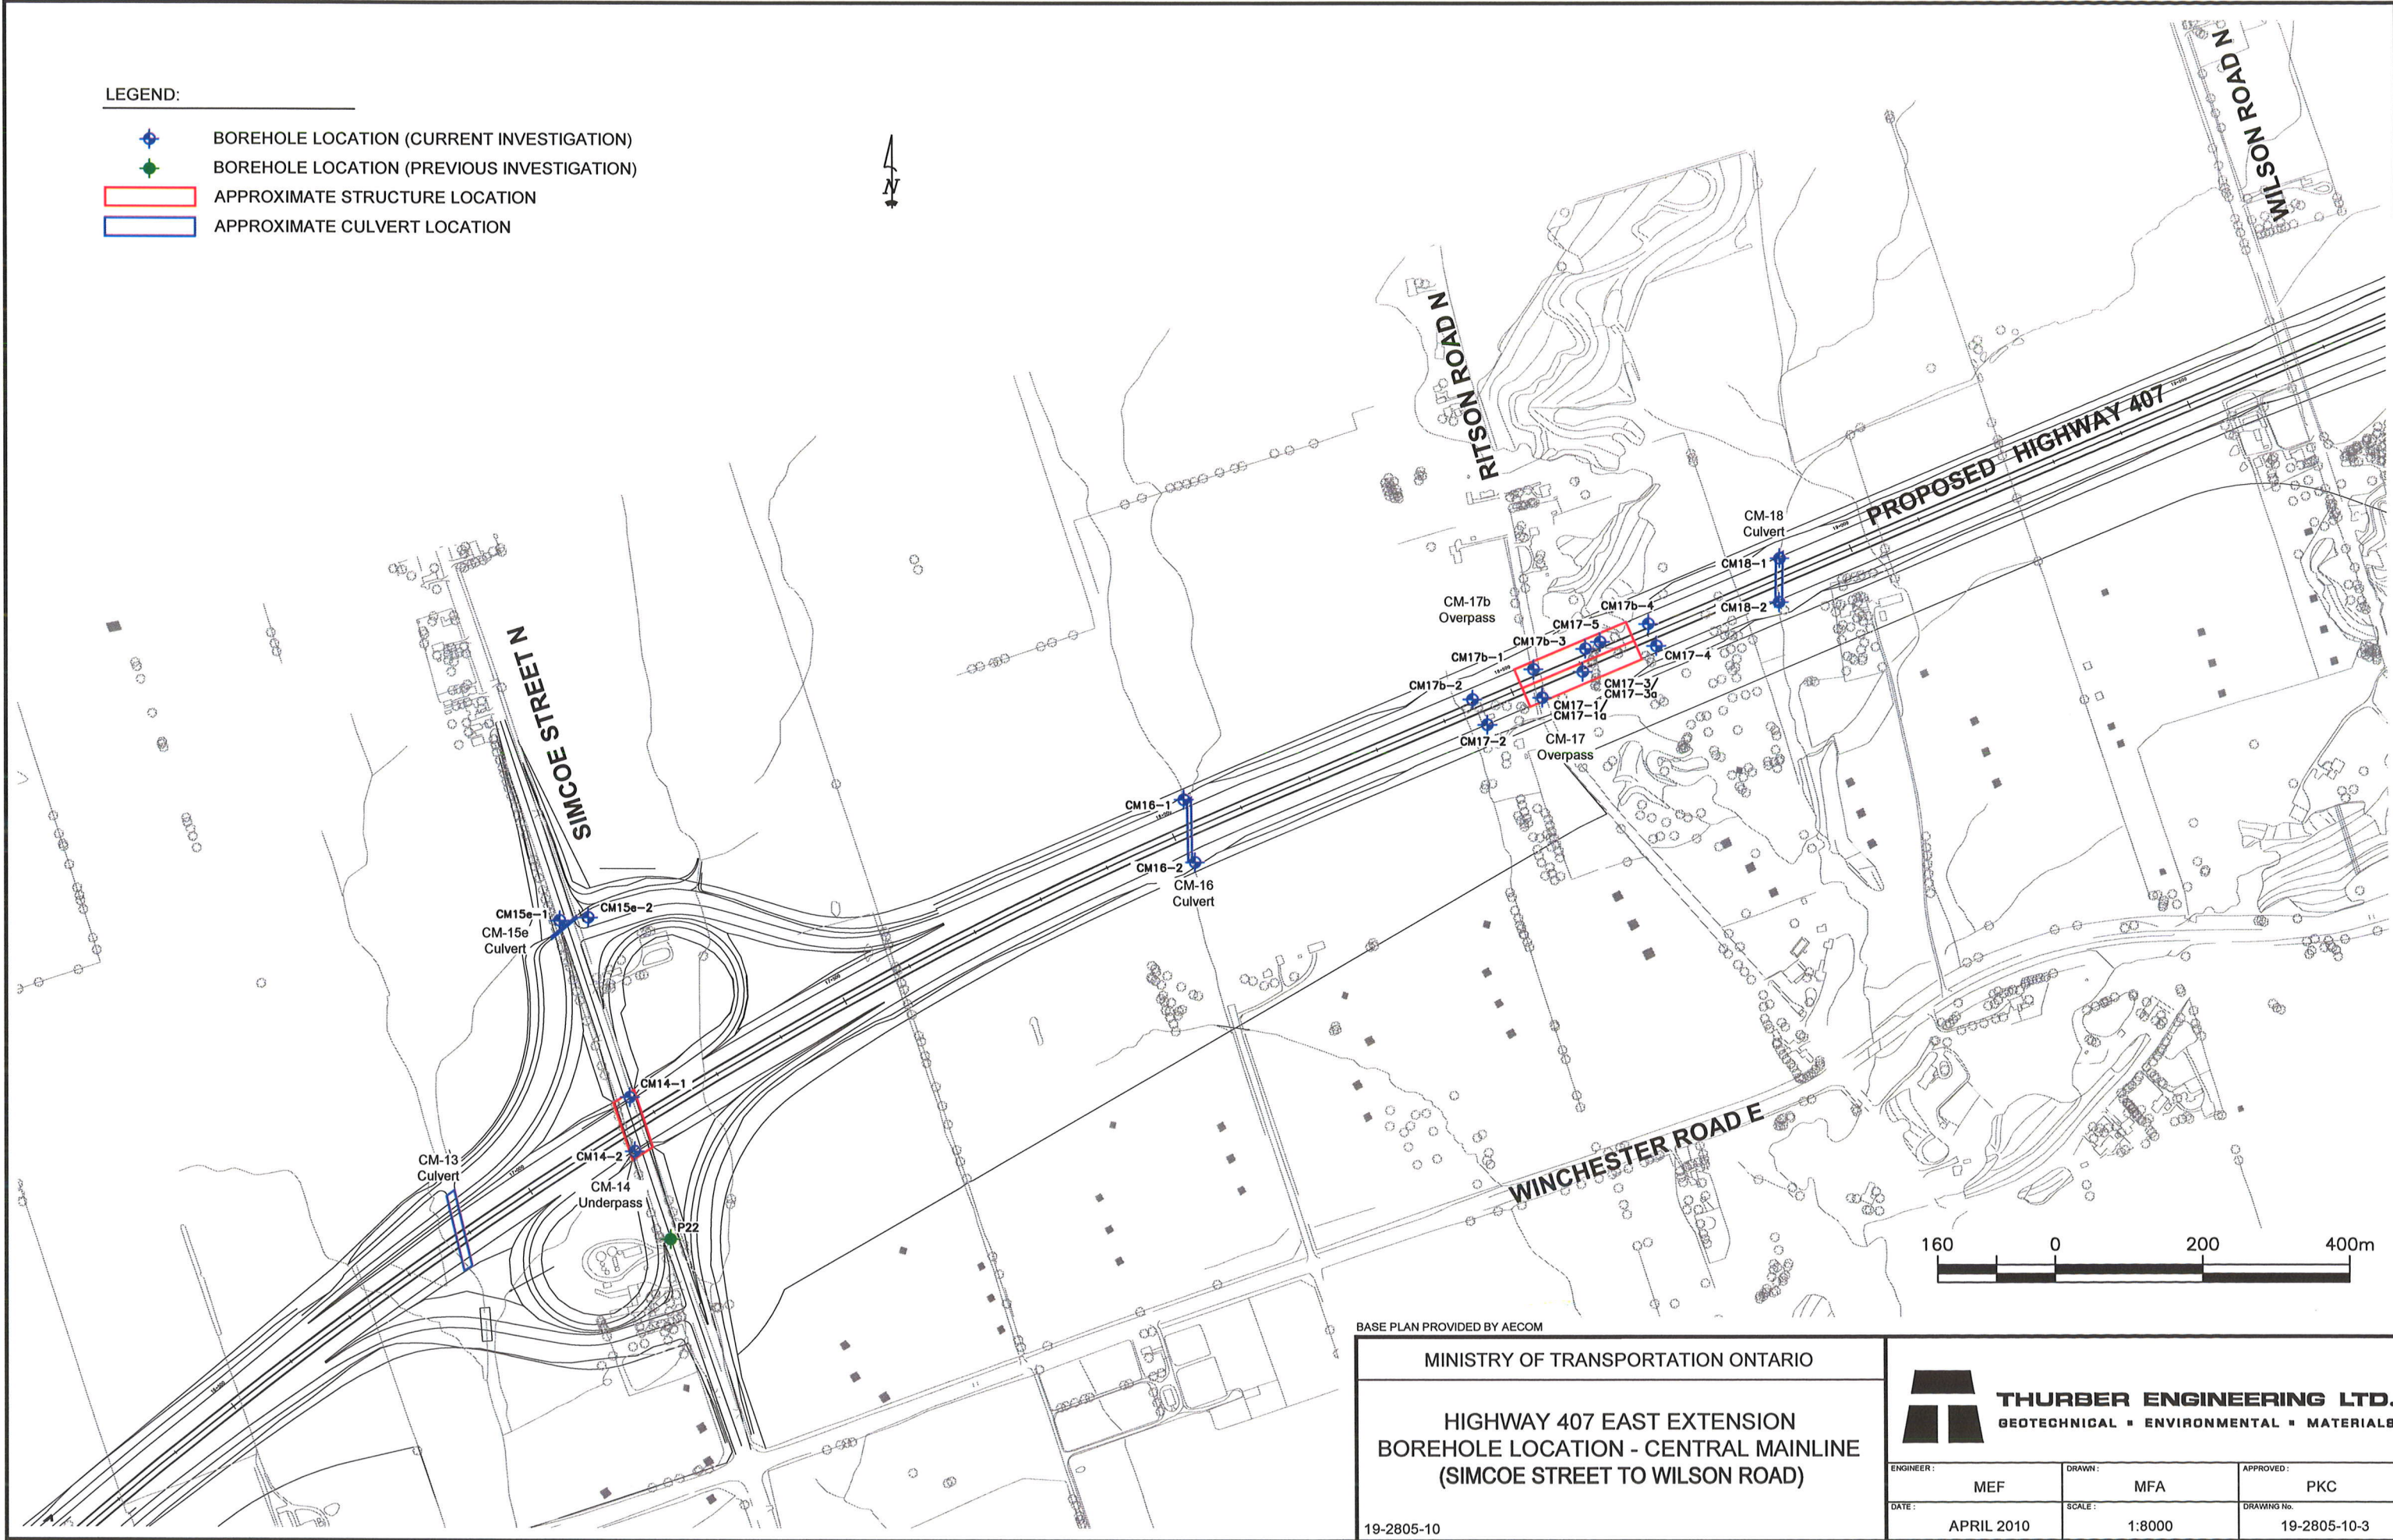 LEGEND:
BOREHOLE LOCATION (CURRENT INVESTIGATION)
BOREHOLE LOCATION (PREVIOUS INVESTIGATION)
APPROXIMATE STRUCTURE LOCATION
APPROXIMATE CULVERT LOCATION
N
WILSON ROAD N
RITSON ROAD N
PROPOSED HIGHWAY 407
SIMCOE STREET N
WINCHESTER ROAD E
CM-18
Culvert
CM18-1
CM18-2
CM-17b
Overpass
CM17b-4
CM17-5
CM17b-3
CM17b-1
CM17-4
CM17b-2
CM17-3/
CM17-3a
CM17-1/
CM17-1a
CM17-2
CM-17
Overpass
CM16-1
CM16-2
CM-16
Culvert
CM15e-1
CM15e-2
CM-15e
Culvert
CM14-1
CM14-2
CM-14
Underpass
CM-13
Culvert
P22
160 0 200 400m
BASE PLAN PROVIDED BY AECOM
MINISTRY OF TRANSPORTATION ONTARIO
HIGHWAY 407 EAST EXTENSION
BOREHOLE LOCATION - CENTRAL MAINLINE
(SIMCOE STREET TO WILSON ROAD)
19-2805-10
THURBER ENGINEERING LTD.
GEOTECHNICAL ▪ ENVIRONMENTAL ▪ MATERIALS
ENGINEER: DRAWN: APPROVED:
MEF MFA PKC
DATE: SCALE: DRAWING No.
APRIL 2010 1:8000 19-2805-10-3